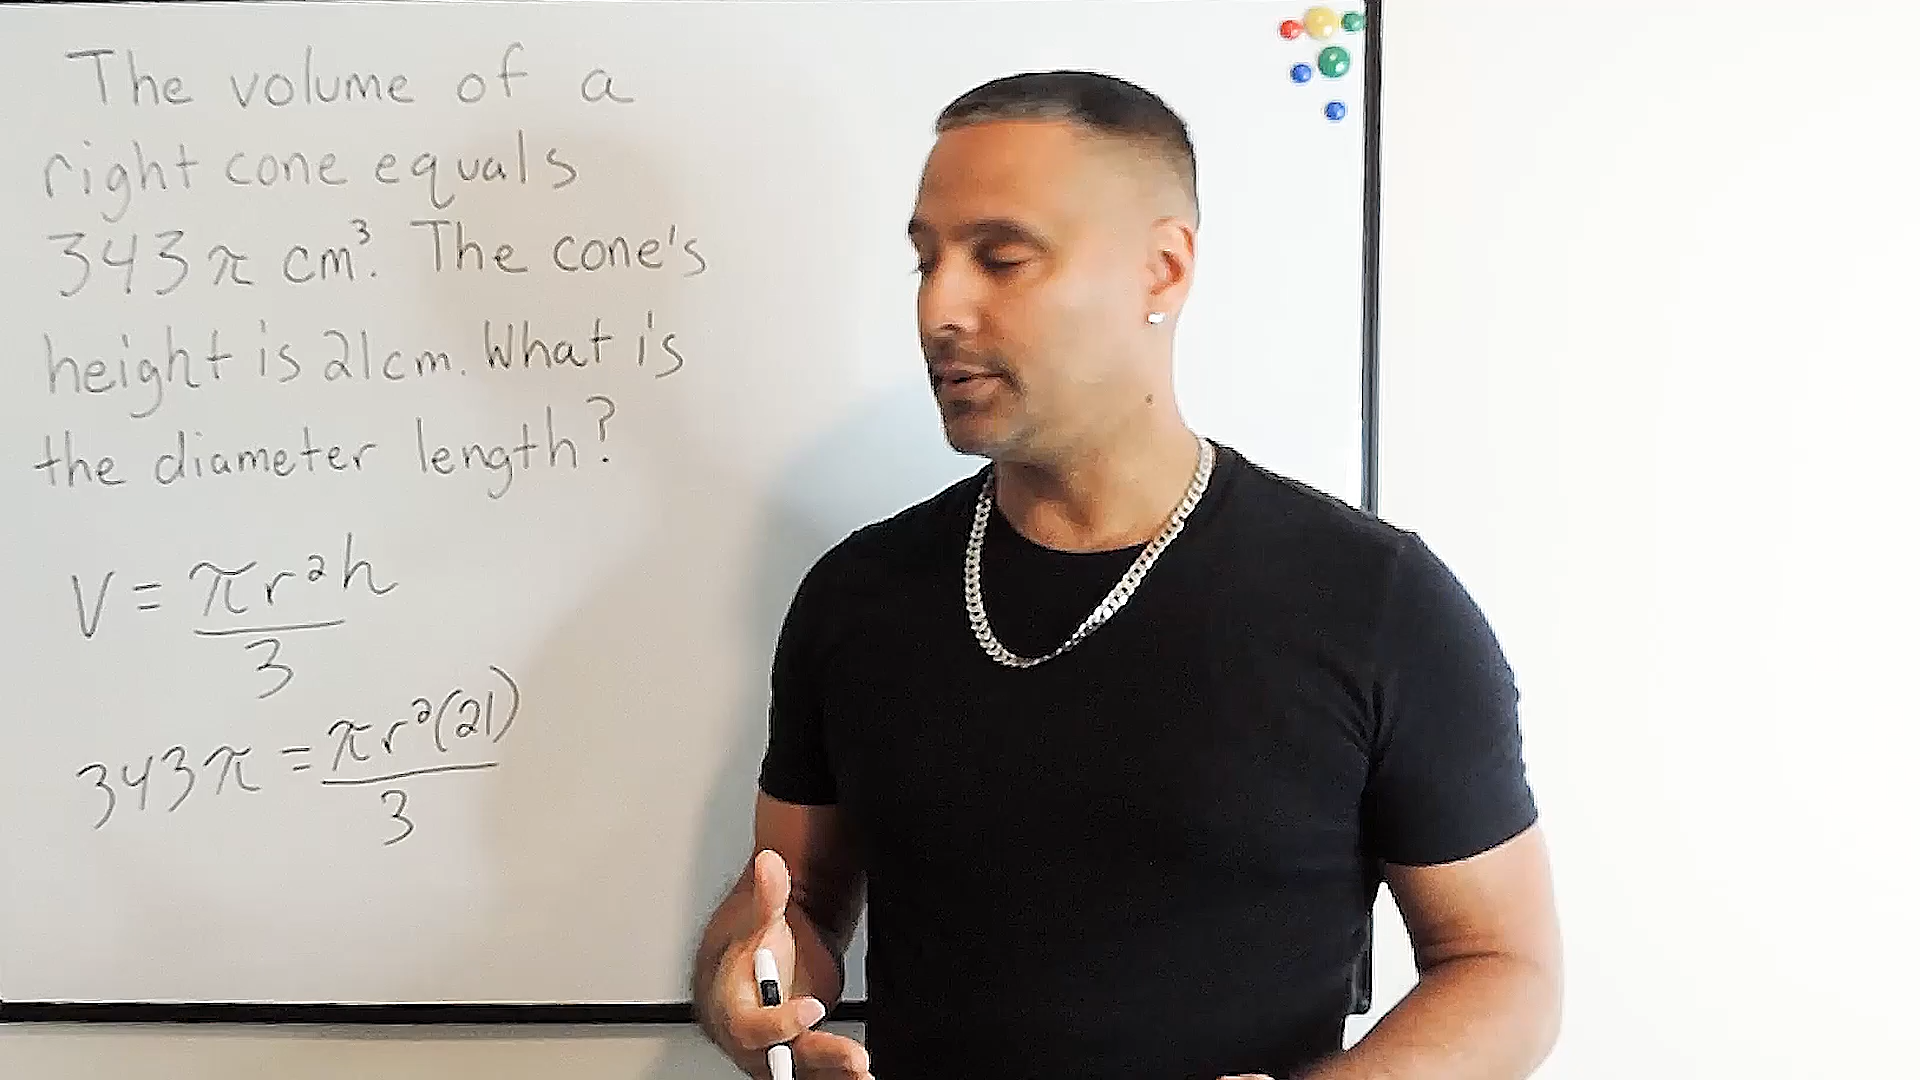 The volume of a
right cone equals
343π cm³. The cone's
height is 21cm. What is
the diameter length?
V = πr²h
3
343π = πr²(21)
3